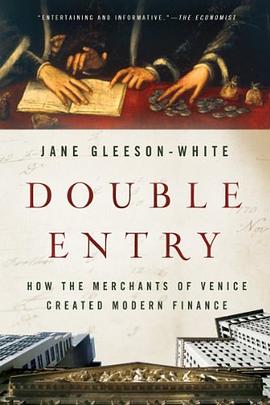 "ENTERTAINING AND INFORMATIVE." —THE ECONOMIST
JANE GLEESON-WHITE
DOUBLE
ENTRY
HOW THE MERCHANTS OF VENICE
CREATED MODERN FINANCE